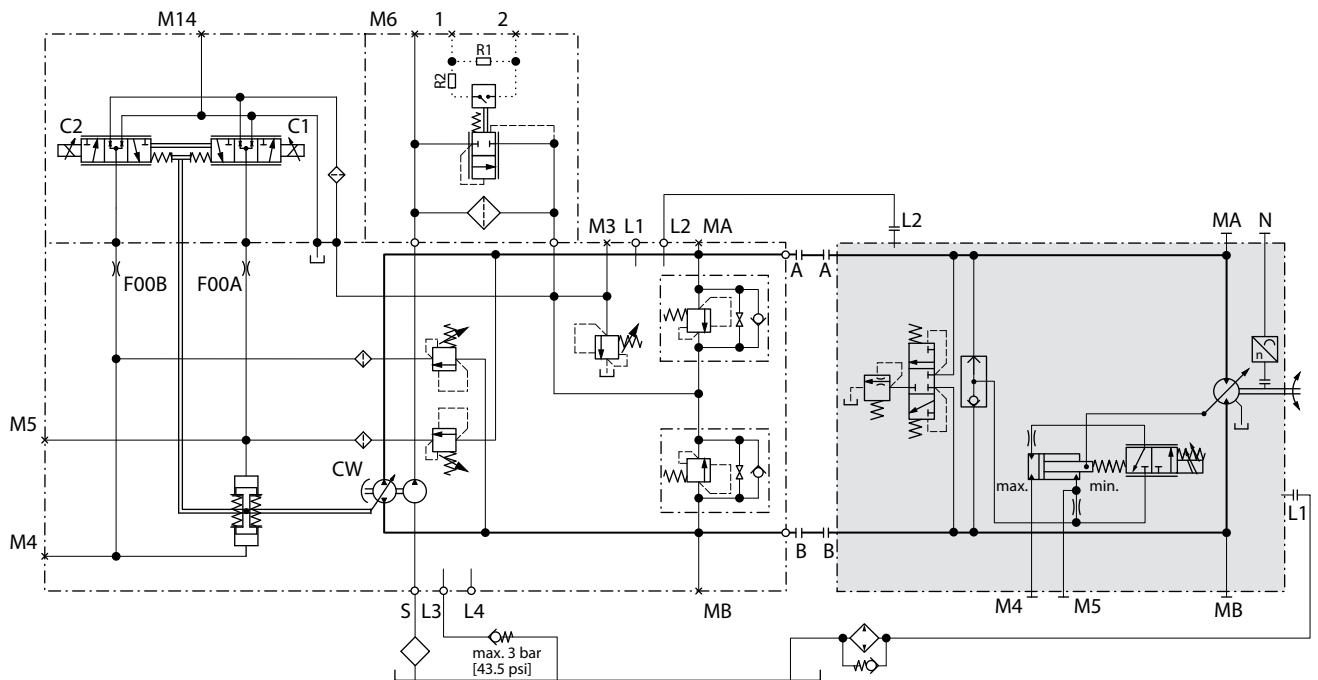 M14
M6
1
2
R1
R2
C2
C1
M3
L1
L2
MA
L2
MA
N
F00B
F00A
A
A
n
M5
CW
max.
min.
L1
M4
B
B
S
L3
L4
MB
M4
M5
MB
max. 3 bar
[43.5 psi]